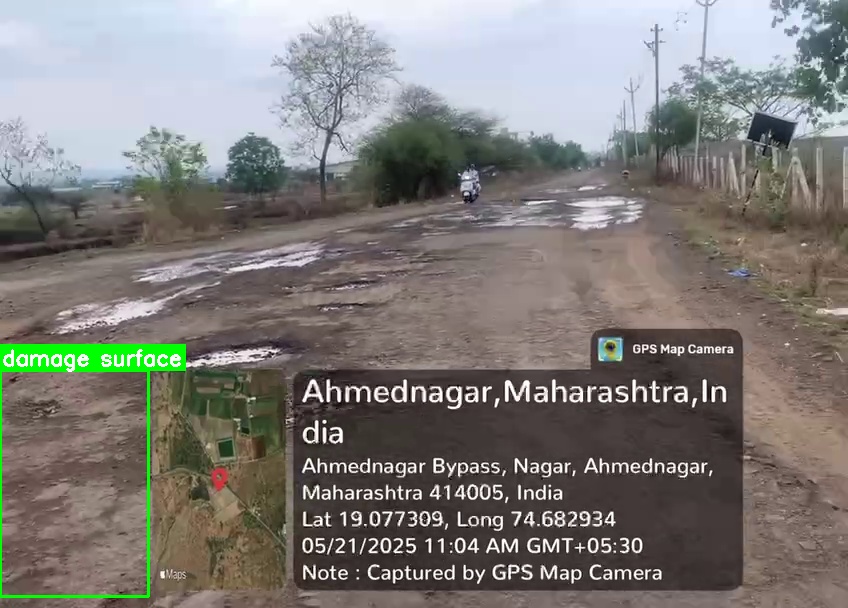 damage surface
GPS Map Camera
Ahmednagar,Maharashtra,In
dia
Ahmednagar Bypass, Nagar, Ahmednagar,
Maharashtra 414005, India
Lat 19.077309, Long 74.682934
05/21/2025 11:04 AM GMT+05:30
Note : Captured by GPS Map Camera
Maps